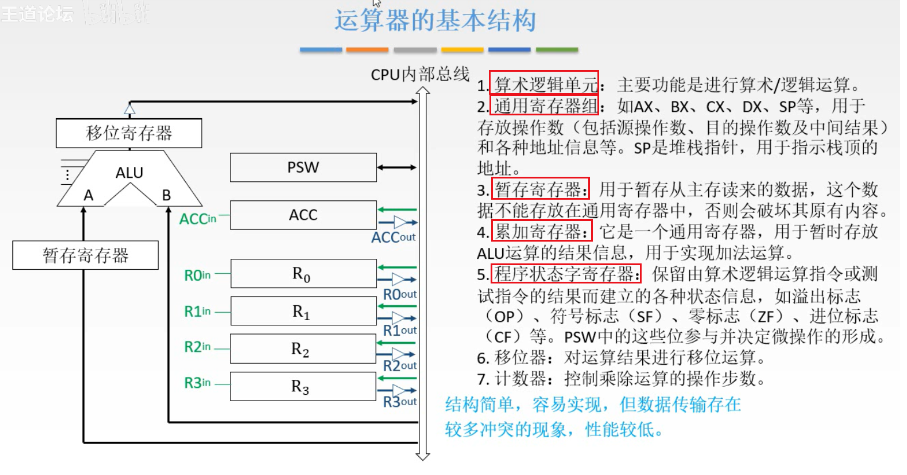 王道论坛
运算器的基本结构
CPU内部总线
移位寄存器
ALU
A
B
暂存寄存器
PSW
ACCin
ACC
ACCout
R0in
R0
R0out
R1in
R1
R1out
R2in
R2
R2out
R3in
R3
R3out
1. 算术逻辑单元：主要功能是进行算术/逻辑运算。
2. 通用寄存器组：如AX、BX、CX、DX、SP等，用于
存放操作数（包括源操作数、目的操作数及中间结果）
和各种地址信息等。SP是堆栈指针，用于指示栈顶的
地址。
3. 暂存寄存器：用于暂存从主存读来的数据，这个数
据不能存放在通用寄存器中，否则会破坏其原有内容。
4. 累加寄存器：它是一个通用寄存器，用于暂时存放
ALU运算的结果信息，用于实现加法运算。
5. 程序状态字寄存器：保留由算术逻辑运算指令或测
试指令的结果而建立的各种状态信息，如溢出标志
（OP）、符号标志（SF）、零标志（ZF）、进位标志
（CF）等。PSW中的这些位参与并决定微操作的形成。
6. 移位器：对运算结果进行移位运算。
7. 计数器：控制乘除运算的操作步数。
结构简单，容易实现，但数据传输存在
较多冲突的现象，性能较低。